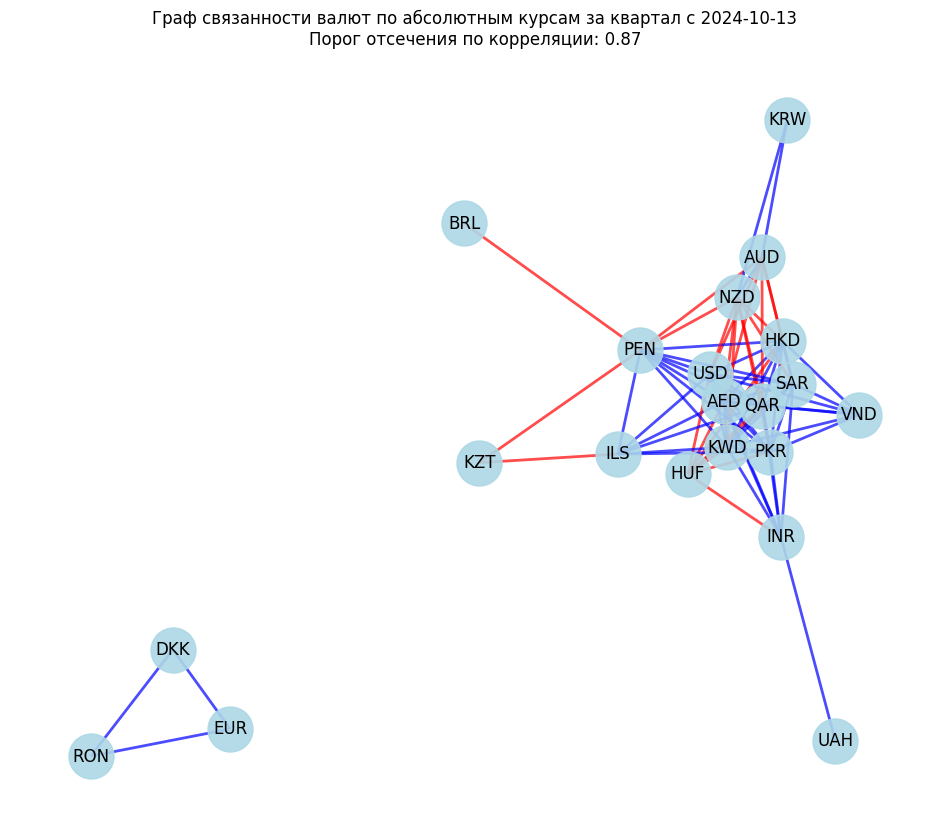 Граф связанности валют по абсолютным курсам за квартал с 2024-10-13
Порог отсечения по корреляции: 0.87
KRW
BRL
AUD
NZD
HKD
PEN
USD
SAR
AED
QAR
VND
KWD
PKR
ILS
KZT
HUF
INR
DKK
EUR
UAH
RON